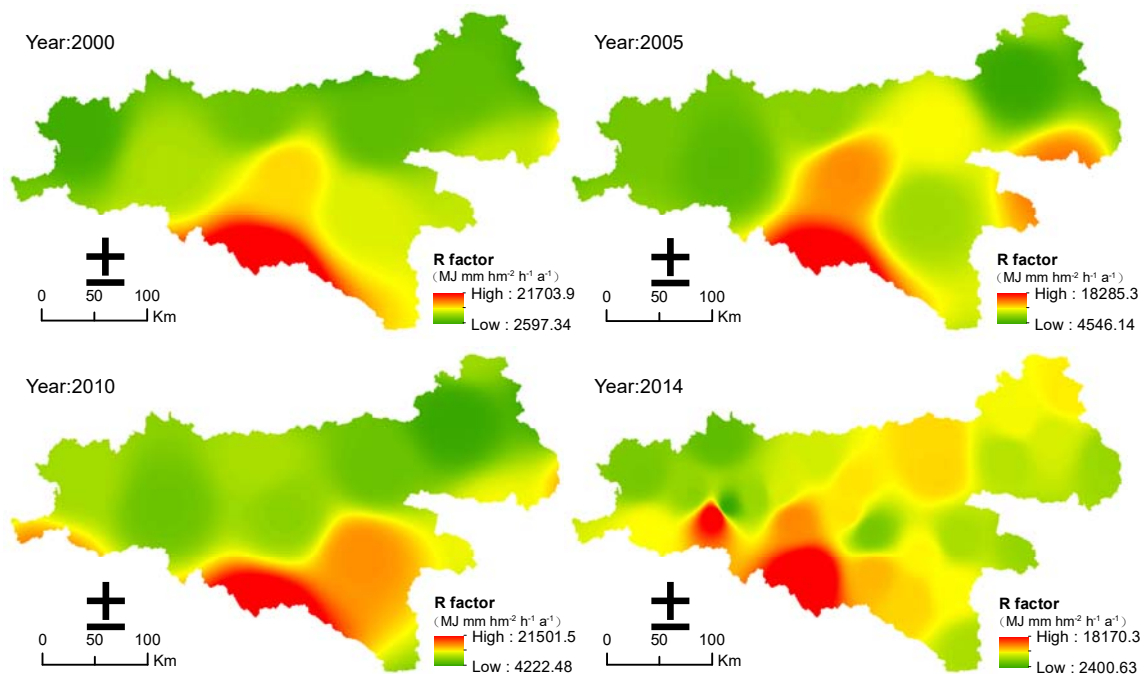 Year:2000
R factor
（MJ mm hm-2 h-1 a-1）
High : 21703.9
Low : 2597.34
0 50 100
Km
Year:2005
R factor
（MJ mm hm-2 h-1 a-1）
High : 18285.3
Low : 4546.14
0 50 100
Km
Year:2010
R factor
（MJ mm hm-2 h-1 a-1）
High : 21501.5
Low : 4222.48
0 50 100
Km
Year:2014
R factor
（MJ mm hm-2 h-1 a-1）
High : 18170.3
Low : 2400.63
0 50 100
Km